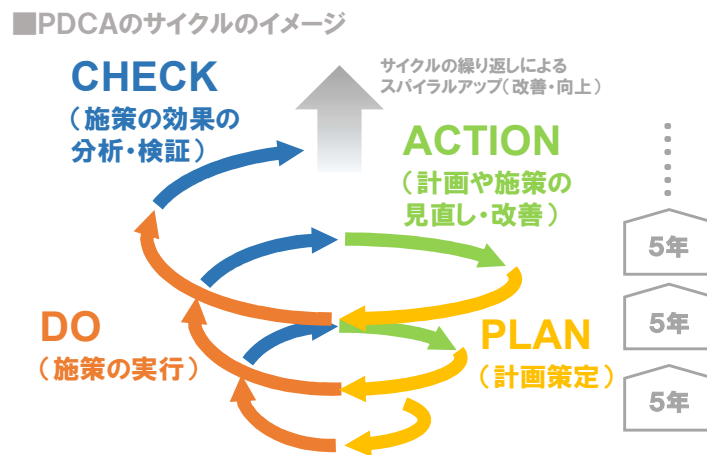 ■PDCAのサイクルのイメージ
CHECK
(施策の効果の
分析・検証)
サイクルの繰り返しによる
スパイラルアップ(改善・向上)
ACTION
(計画や施策の
見直し・改善)
5年
DO
(施策の実行)
PLAN
(計画策定)
5年
5年